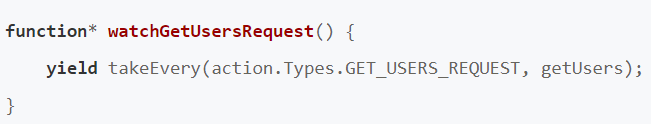 function* watchGetUsersRequest() {
    yield takeEvery(action.Types.GET_USERS_REQUEST, getUsers);
}